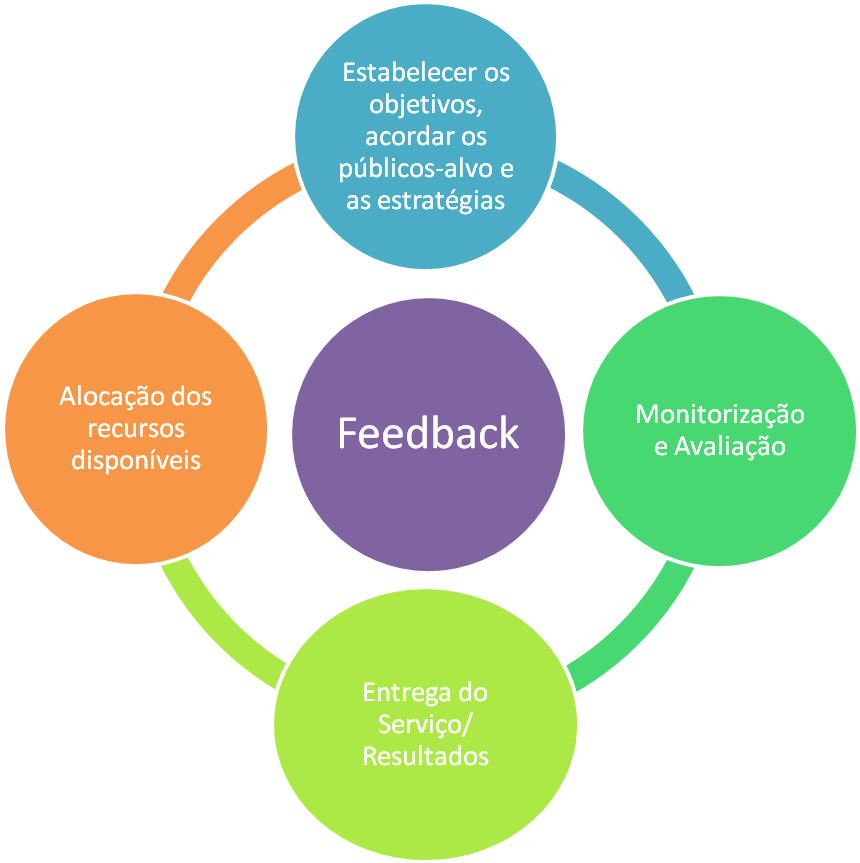 Estabelecer os
objetivos,
acordar os
públicos-alvo e
as estratégias
Alocação dos
recursos
disponíveis
Feedback
Monitorização
e Avaliação
Entrega do
Serviço/
Resultados